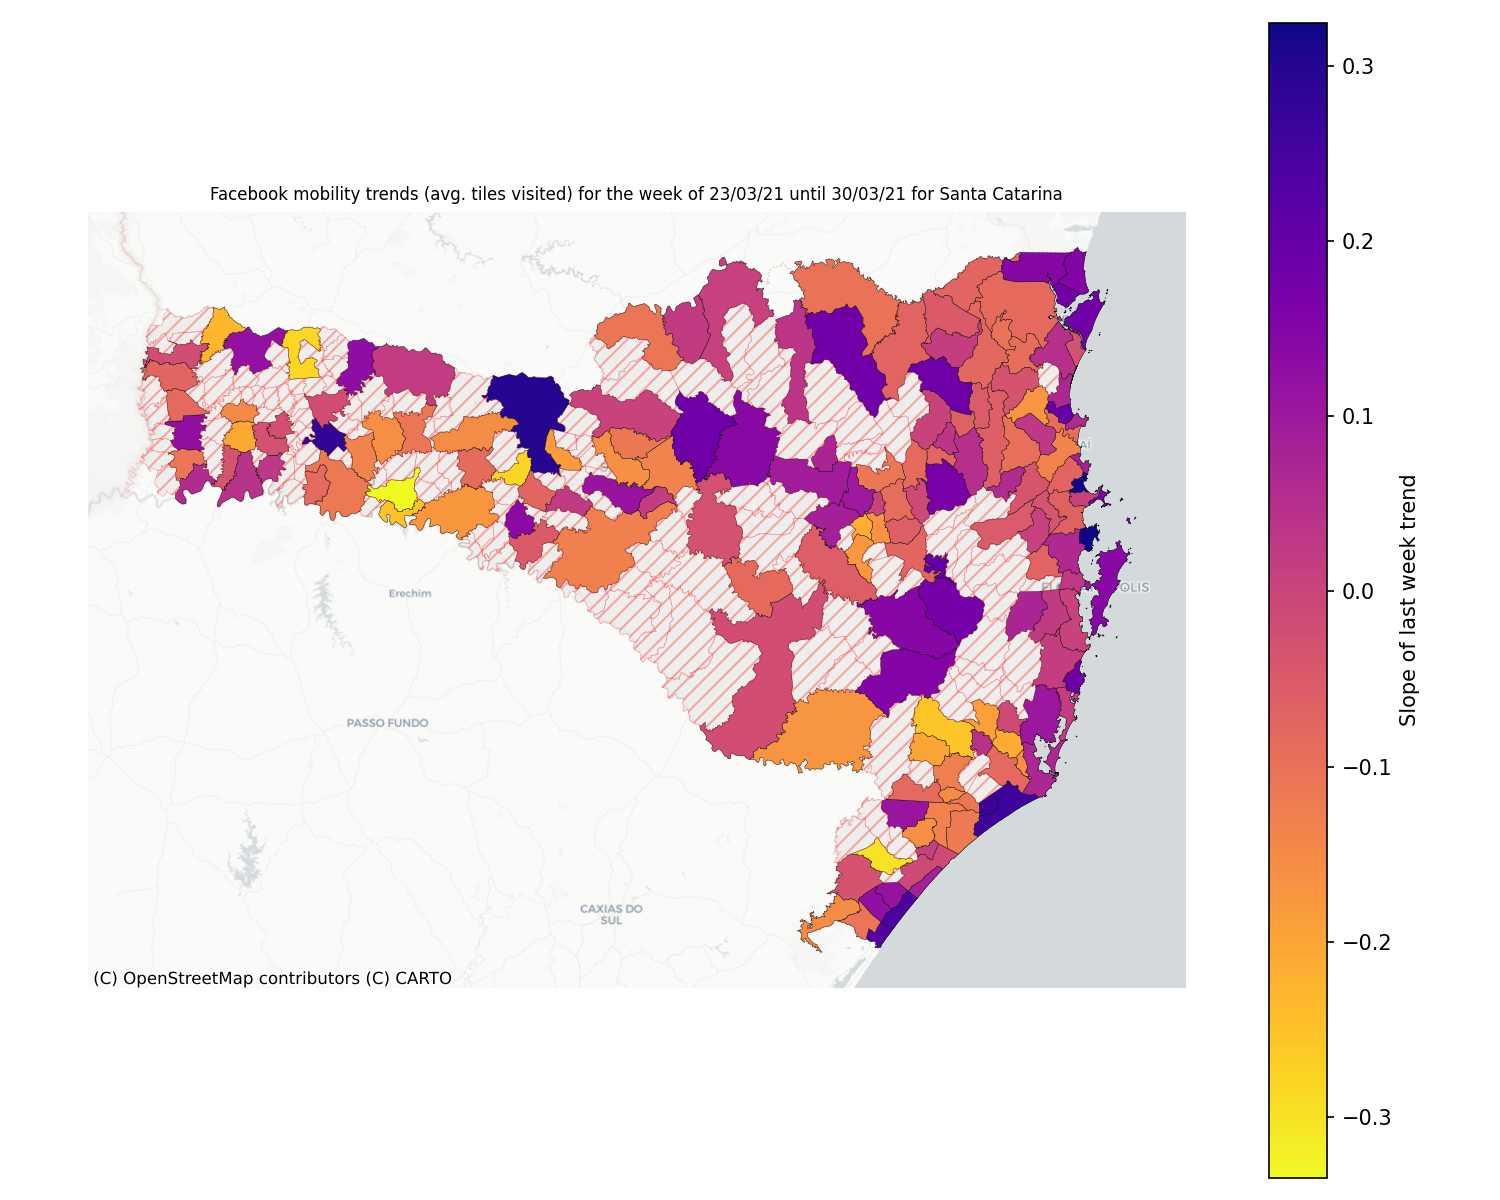 Facebook mobility trends (avg. tiles visited) for the week of 23/03/21 until 30/03/21 for Santa Catarina
0.3
0.2
0.1
0.0
−0.1
−0.2
−0.3
Slope of last week trend
Erechim
OLIS
PASSO FUNDO
CAXIAS DO
SUL
(C) OpenStreetMap contributors (C) CARTO